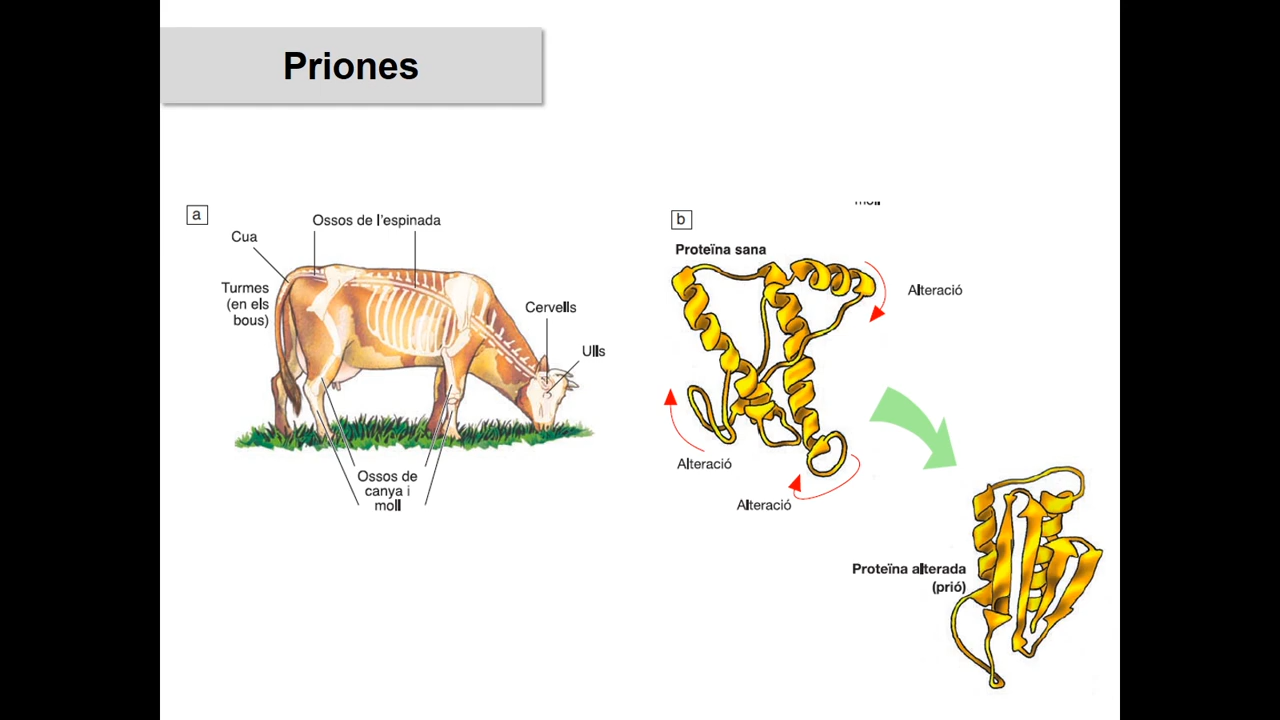 Priones
a
Ossos de l'espinada
Cua
Turmes
(en els
bous)
Cervells
Ulls
Ossos de
canya i
moll
b
moll
Proteïna sana
Alteració
Alteració
Alteració
Proteïna alterada
(prió)